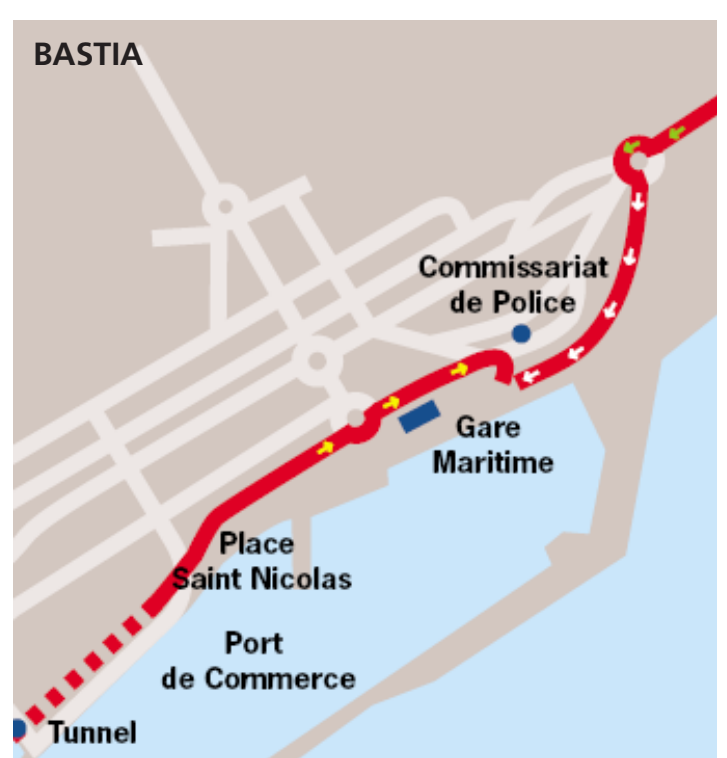 BASTIA
Commissariat
de Police
Gare
Maritime
Place
Saint Nicolas
Port
de Commerce
Tunnel